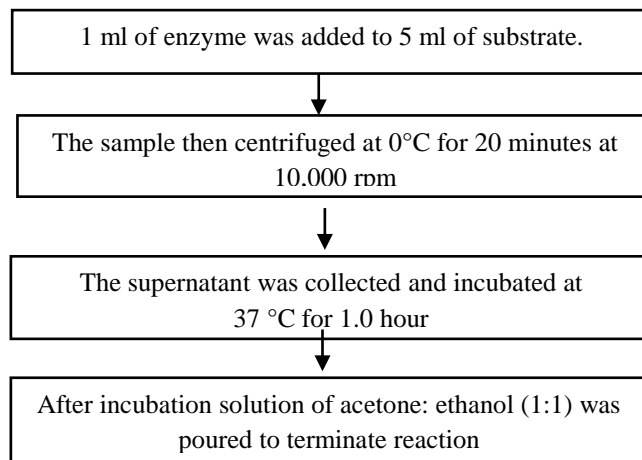 1 ml of enzyme was added to 5 ml of substrate.
The sample then centrifuged at 0°C for 20 minutes at
10,000 rpm
The supernatant was collected and incubated at
37 °C for 1.0 hour
After incubation solution of acetone: ethanol (1:1) was
poured to terminate reaction